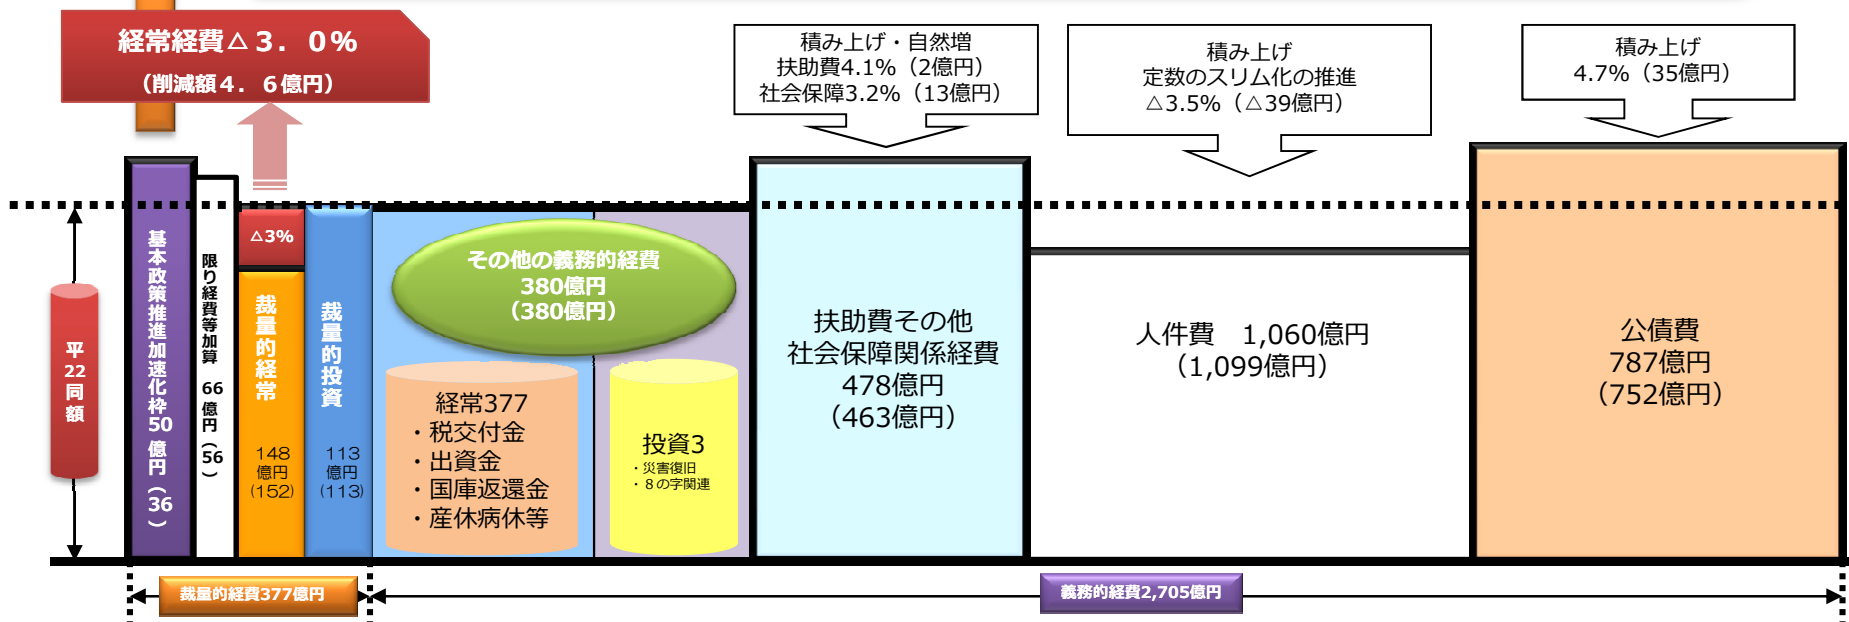 経常経費△３．０％
（削減額４．６億円）
積み上げ・自然増
扶助費4.1%（2億円）
社会保障3.2%（13億円）
積み上げ
定数のスリム化の推進
△3.5%（△39億円）
積み上げ
4.7%（35億円）
平22同額
基本政策推進加速化枠50億円（36）
限り経費等加算　66億円（56）
△3%
裁量的経常
148
億円
(152)
裁量的投資
113
億円
(113)
その他の義務的経費
380億円
（380億円）
経常377
・税交付金
・出資金
・国庫返還金
・産休病休等
投資3
・災害復旧
・８の字関連
扶助費その他
社会保障関係経費
478億円
（463億円）
人件費　1,060億円
（1,099億円）
公債費
787億円
（752億円）
裁量的経費377億円
義務的経費2,705億円